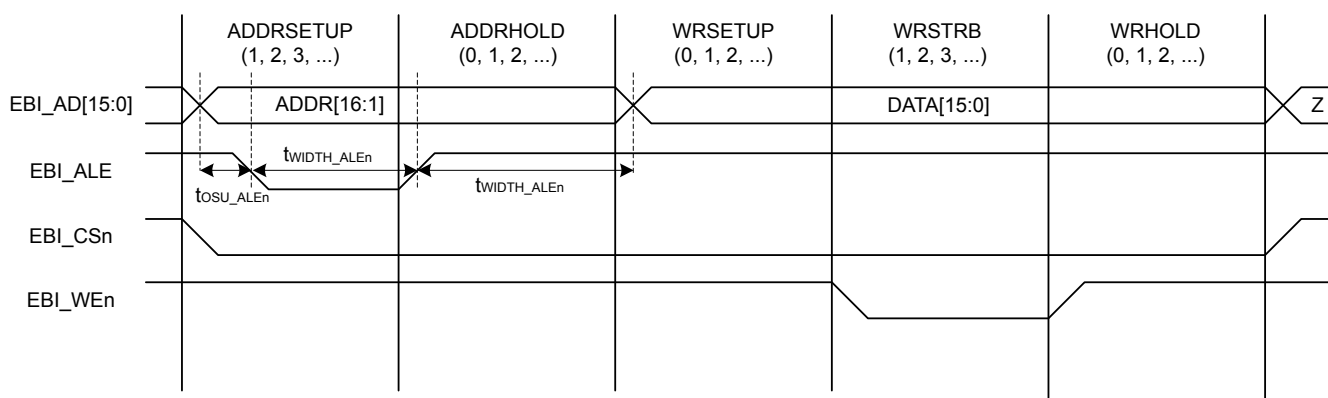 ADDRSETUP ADDRHOLD WRSETUP WRSTRB WRHOLD
(1, 2, 3, ...) (0, 1, 2, ...) (0, 1, 2, ...) (1, 2, 3, ...) (0, 1, 2, ...)
EBI_AD[15:0] ADDR[16:1] DATA[15:0] Z
EBI_ALE tWIDTH_ALEn tWIDTH_ALEn
tOSU_ALEn
EBI_CSn
EBI_WEn